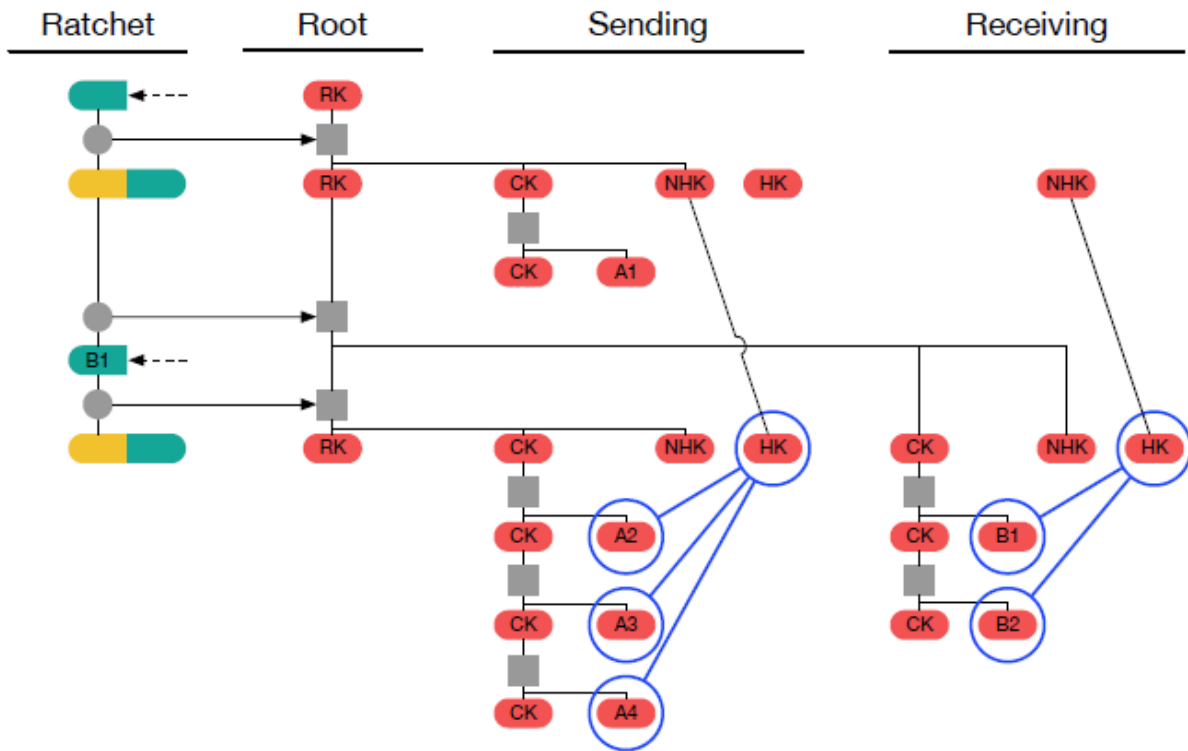 Ratchet Root Sending Receiving
RK
RK CK NHK HK NHK
CK A1
B1
RK CK NHK HK CK NHK HK
CK A2 CK B1
CK A3 CK B2
CK A4